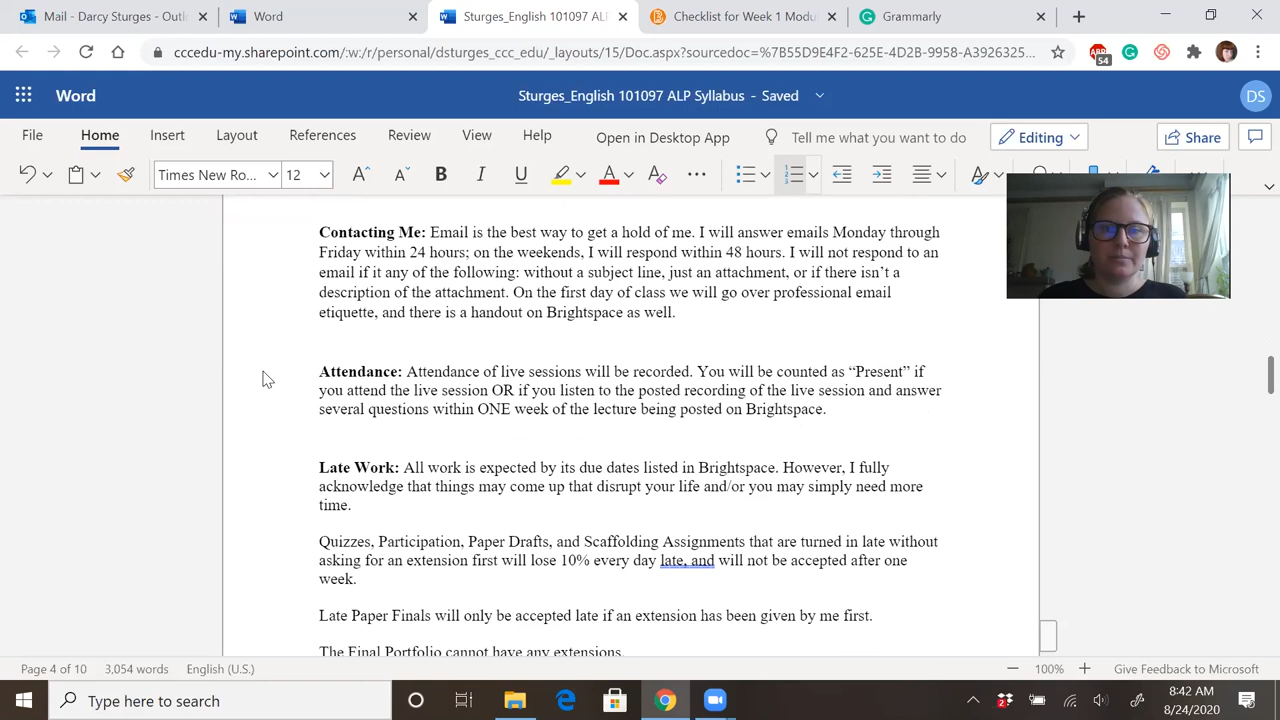 Mail - Darcy Sturges - Outl
Word
Sturges_English 101097 ALP
Checklist for Week 1 Modu
Grammarly
cccedu-my.sharepoint.com/:w:/r/personal/dsturges_ccc_edu/_layouts/15/Doc.aspx?sourcedoc=%7B55D9E4F2-625E-4D2B-9958-A3926325...
54
Word
Sturges_English 101097 ALP Syllabus - Saved
DS
File Home Insert Layout References Review View Help Open in Desktop App Tell me what you want to do Editing Share
Times New Ro... 12
Contacting Me: Email is the best way to get a hold of me. I will answer emails Monday through
Friday within 24 hours; on the weekends, I will respond within 48 hours. I will not respond to an
email if it any of the following: without a subject line, just an attachment, or if there isn't a
description of the attachment. On the first day of class we will go over professional email
etiquette, and there is a handout on Brightspace as well.
Attendance: Attendance of live sessions will be recorded. You will be counted as “Present” if
you attend the live session OR if you listen to the posted recording of the live session and answer
several questions within ONE week of the lecture being posted on Brightspace.
Late Work: All work is expected by its due dates listed in Brightspace. However, I fully
acknowledge that things may come up that disrupt your life and/or you may simply need more
time.
Quizzes, Participation, Paper Drafts, and Scaffolding Assignments that are turned in late without
asking for an extension first will lose 10% every day late, and will not be accepted after one
week.
Late Paper Finals will only be accepted late if an extension has been given by me first.
The Final Portfolio cannot have any extensions.
Page 4 of 10 3,054 words English (U.S.) 100% Give Feedback to Microsoft
Type here to search
8:42 AM
8/24/2020